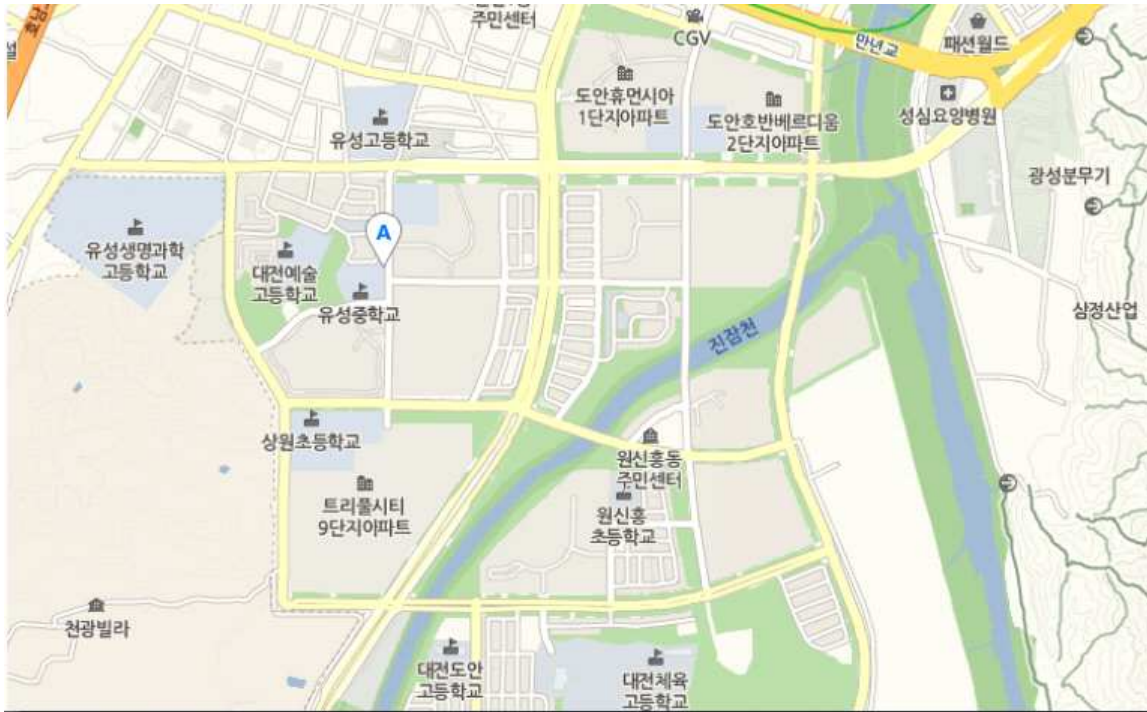 주민센터
호남
설
CGV
만년교
패션월드
도안휴먼시아
1단지아파트
도안호반베르디움
2단지아파트
성심요양병원
유성고등학교
광성분무기
유성생명과학
고등학교
A
대전예술
고등학교
유성중학교
삼정산업
진잠천
상원초등학교
원신흥동
주민센터
트리풀시티
9단지아파트
원신흥
초등학교
천광빌라
대전도안
고등학교
대전체육
고등학교